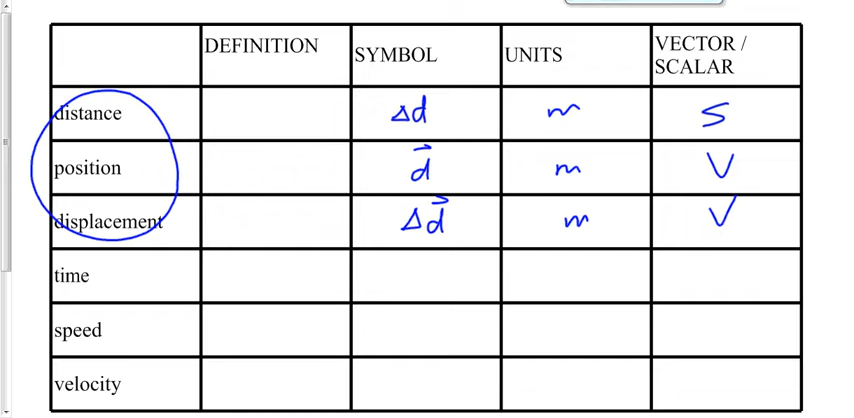 DEFINITION SYMBOL UNITS VECTOR /
SCALAR
distance Δd m S
position d⃗ m V
displacement Δd⃗ m V
time
speed
velocity